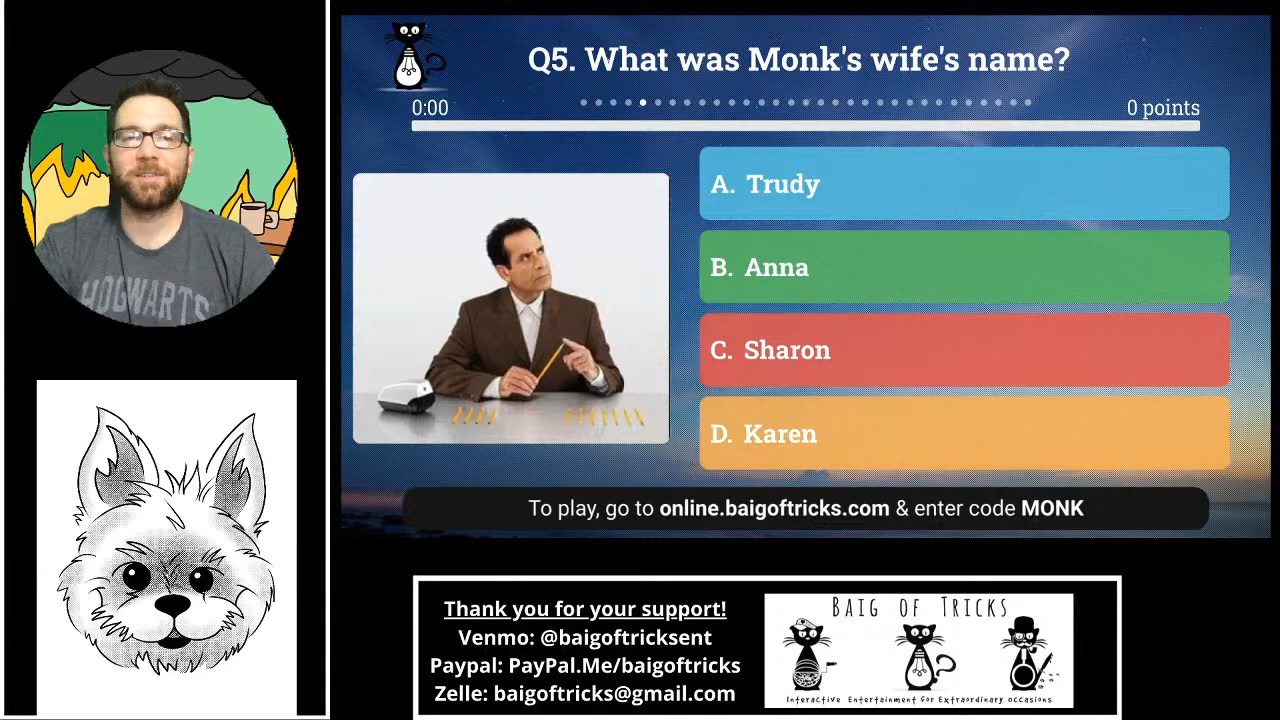 Q5. What was Monk's wife's name?
0:00
0 points
A. Trudy
B. Anna
C. Sharon
D. Karen
To play, go to online.baigoftricks.com & enter code MONK
HOGWARTS
Thank you for your support!
Venmo: @baigoftricksent
Paypal: PayPal.Me/baigoftricks
Zelle: baigoftricks@gmail.com
BAIG OF TRICKS
Interactive Entertainment for Extraordinary occasions